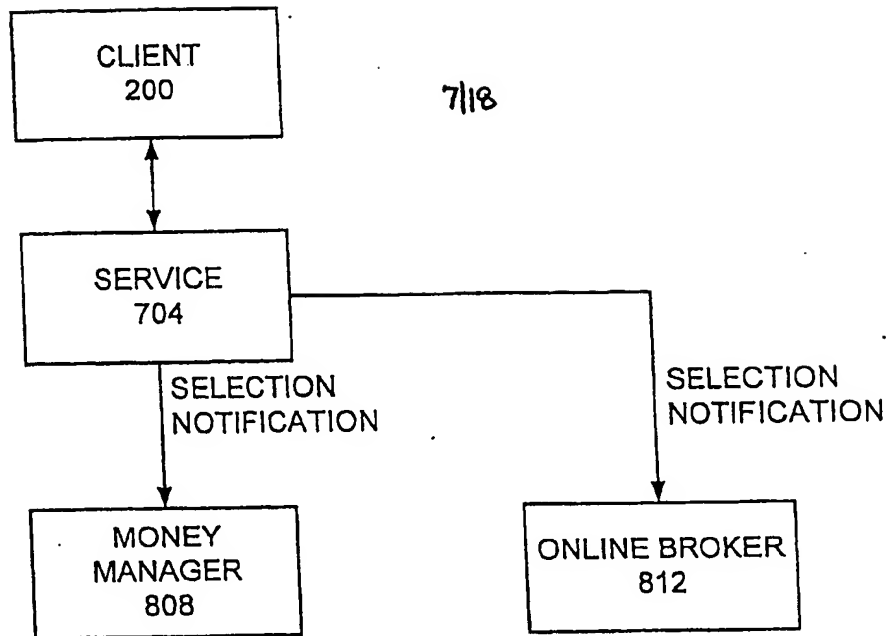 CLIENT
200
7/18
SERVICE
704
SELECTION
NOTIFICATION
SELECTION
NOTIFICATION
MONEY
MANAGER
808
ONLINE BROKER
812